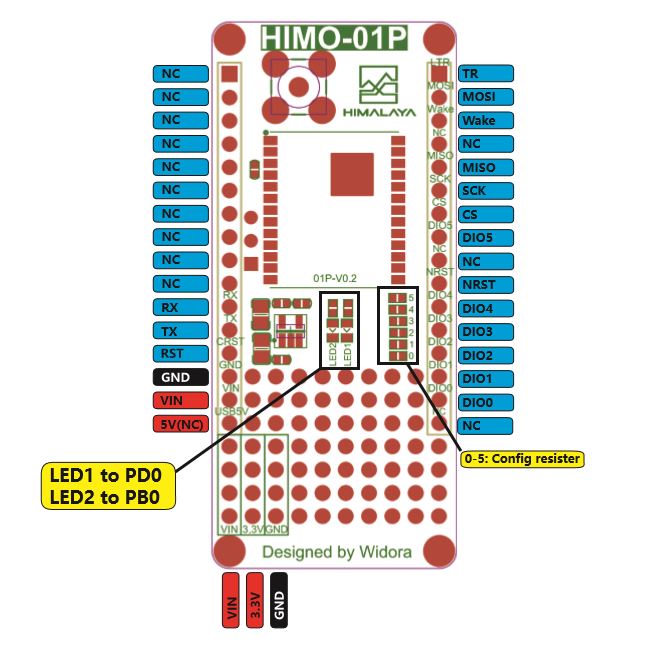 HIMO-01P
HIMALAYA
NC
NC
NC
NC
NC
NC
NC
NC
NC
NC
RX
TX
RST
GND
VIN
5V(NC)
RX
TX
CRST
GND
VIN
USB5V
01P-V0.2
LED2
LED1
5
4
3
2
1
0
LTR
MOSI
Wake
NC
MISO
SCK
CS
DIO5
NC
NRST
DIO4
DIO3
DIO2
DIO1
DIO0
NC
TR
MOSI
Wake
NC
MISO
SCK
CS
DIO5
NC
NRST
DIO4
DIO3
DIO2
DIO1
DIO0
NC
LED1 to PD0
LED2 to PB0
0-5: Config resister
VIN 3.3V GND
Designed by Widora
VIN
3.3V
GND